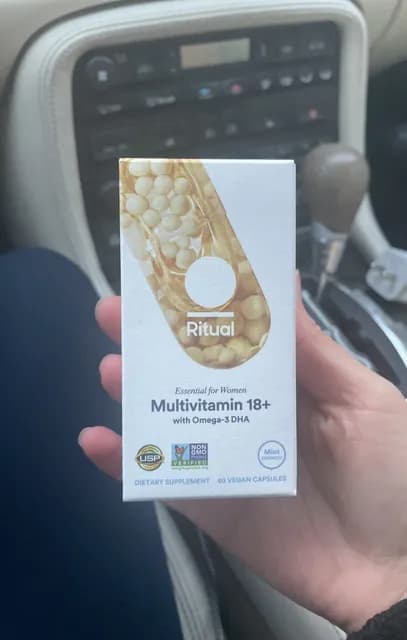 Ritual
Essential for Women
Multivitamin 18+
with Omega-3 DHA
USP
NON
GMO
VERIFIED
Mint
DIETARY SUPPLEMENT 60 VEGAN CAPSULES